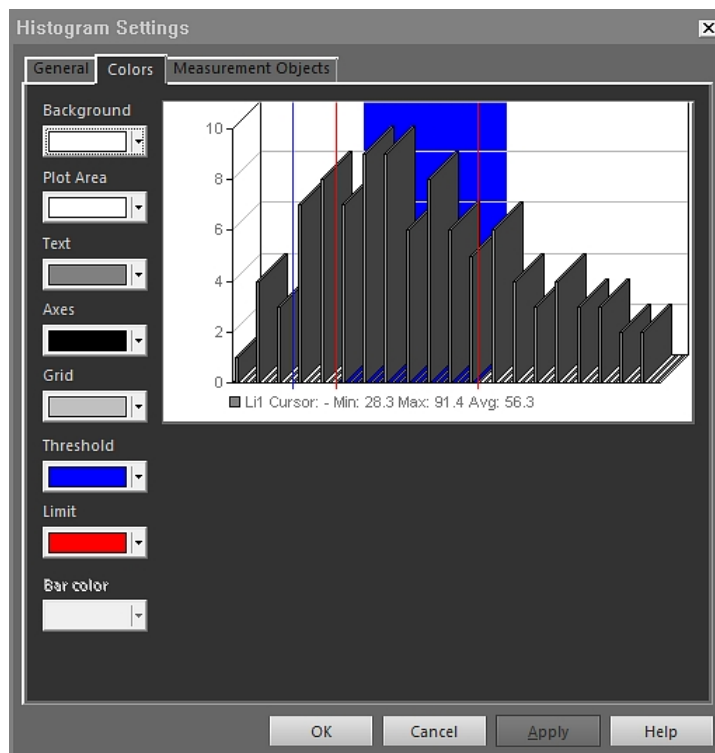 Histogram Settings
General Colors Measurement Objects
Background
Plot Area
Text
Axes
Grid
Threshold
Limit
Bar color
10
8
6
4
2
0
Li1 Cursor: - Min: 28.3 Max: 91.4 Avg: 56.3
OK Cancel Apply Help